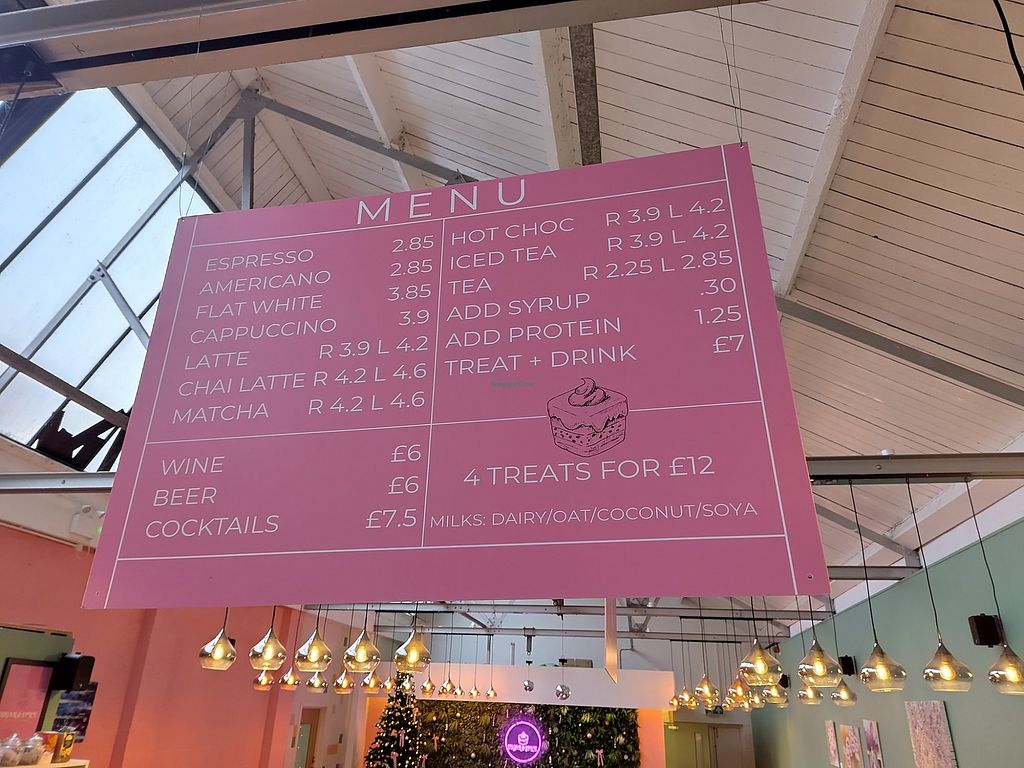 MENU
ESPRESSO 2.85
AMERICANO 2.85
FLAT WHITE 3.85
CAPPUCCINO 3.9
LATTE R 3.9 L 4.2
CHAI LATTE R 4.2 L 4.6
MATCHA R 4.2 L 4.6
WINE £6
BEER £6
COCKTAILS £7.5
HOT CHOC R 3.9 L 4.2
ICED TEA R 3.9 L 4.2
TEA R 2.25 L 2.85
ADD SYRUP .30
ADD PROTEIN 1.25
TREAT + DRINK £7
4 TREATS FOR £12
MILKS: DAIRY/OAT/COCONUT/SOYA